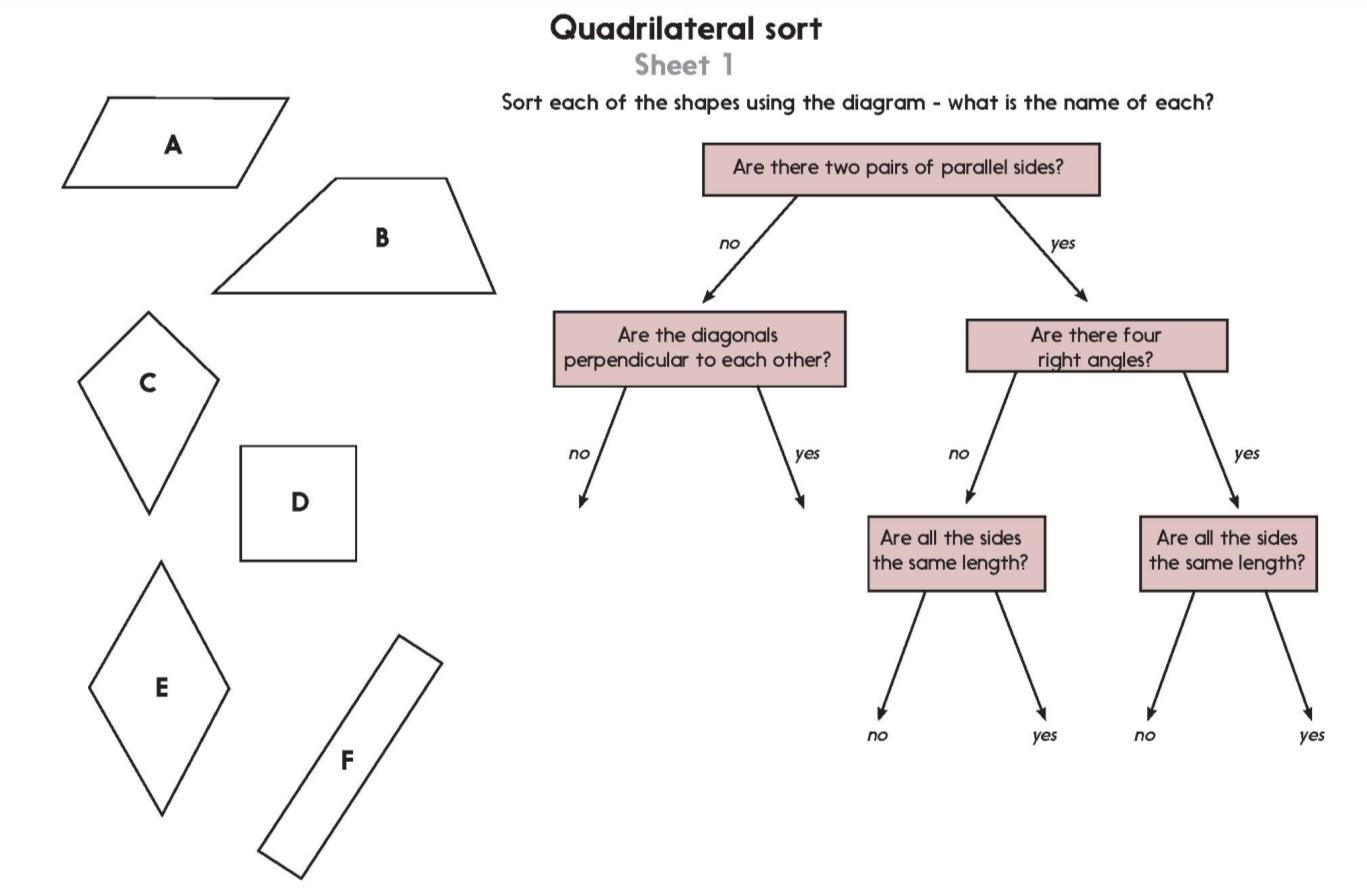 Quadrilateral sort
Sheet 1
Sort each of the shapes using the diagram - what is the name of each?
A
B
C
D
E
F
Are there two pairs of parallel sides?
no
yes
Are the diagonals
perpendicular to each other?
Are there four
right angles?
no
yes
no
yes
Are all the sides
the same length?
Are all the sides
the same length?
no
yes
no
yes